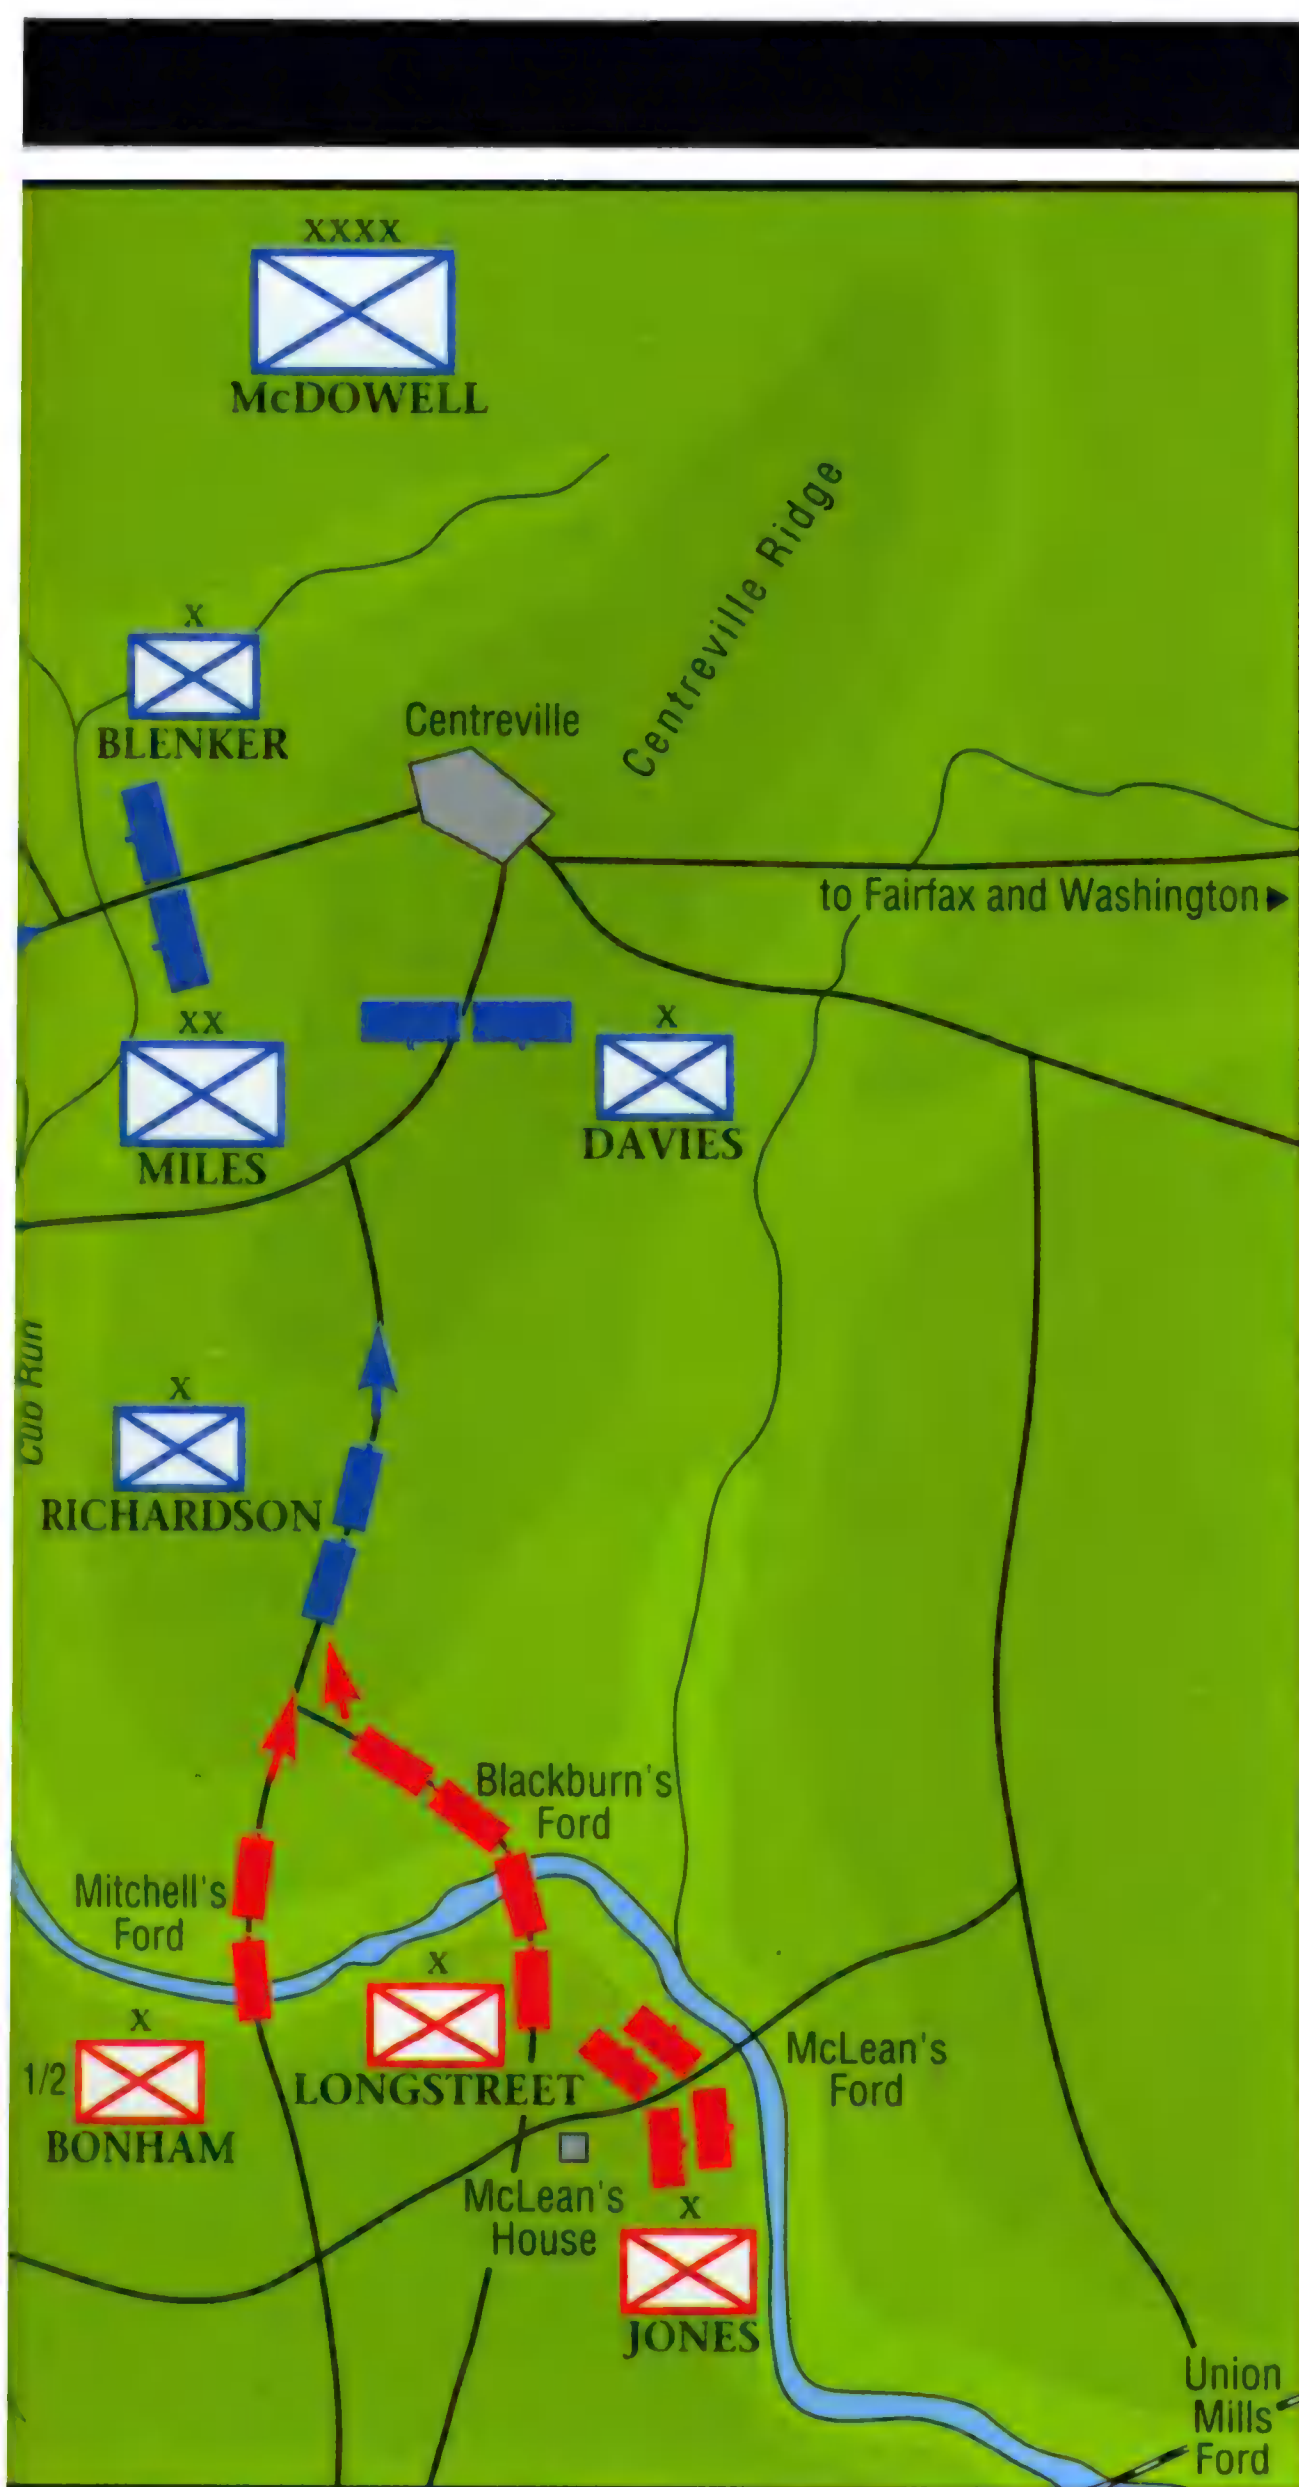 XXXX
McDOWELL
Centreville Ridge
X
BLENKER
Centreville
to Fairfax and Washington
XX
MILES
X
DAVIES
Cub Run
X
RICHARDSON
Blackburn's
Ford
Mitchell's
Ford
X
LONGSTREET
X
1/2
BONHAM
McLean's
Ford
McLean's
House
X
JONES
Union
Mills
Ford